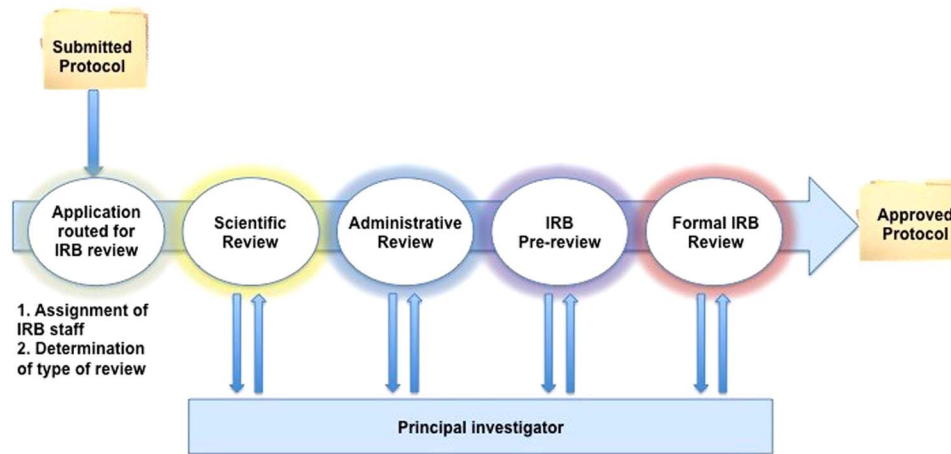 Submitted
Protocol
Application
routed for
IRB review
Scientific
Review
Administrative
Review
IRB
Pre-review
Formal IRB
Review
Approved
Protocol
1. Assignment of
IRB staff
2. Determination
of type of review
Principal investigator